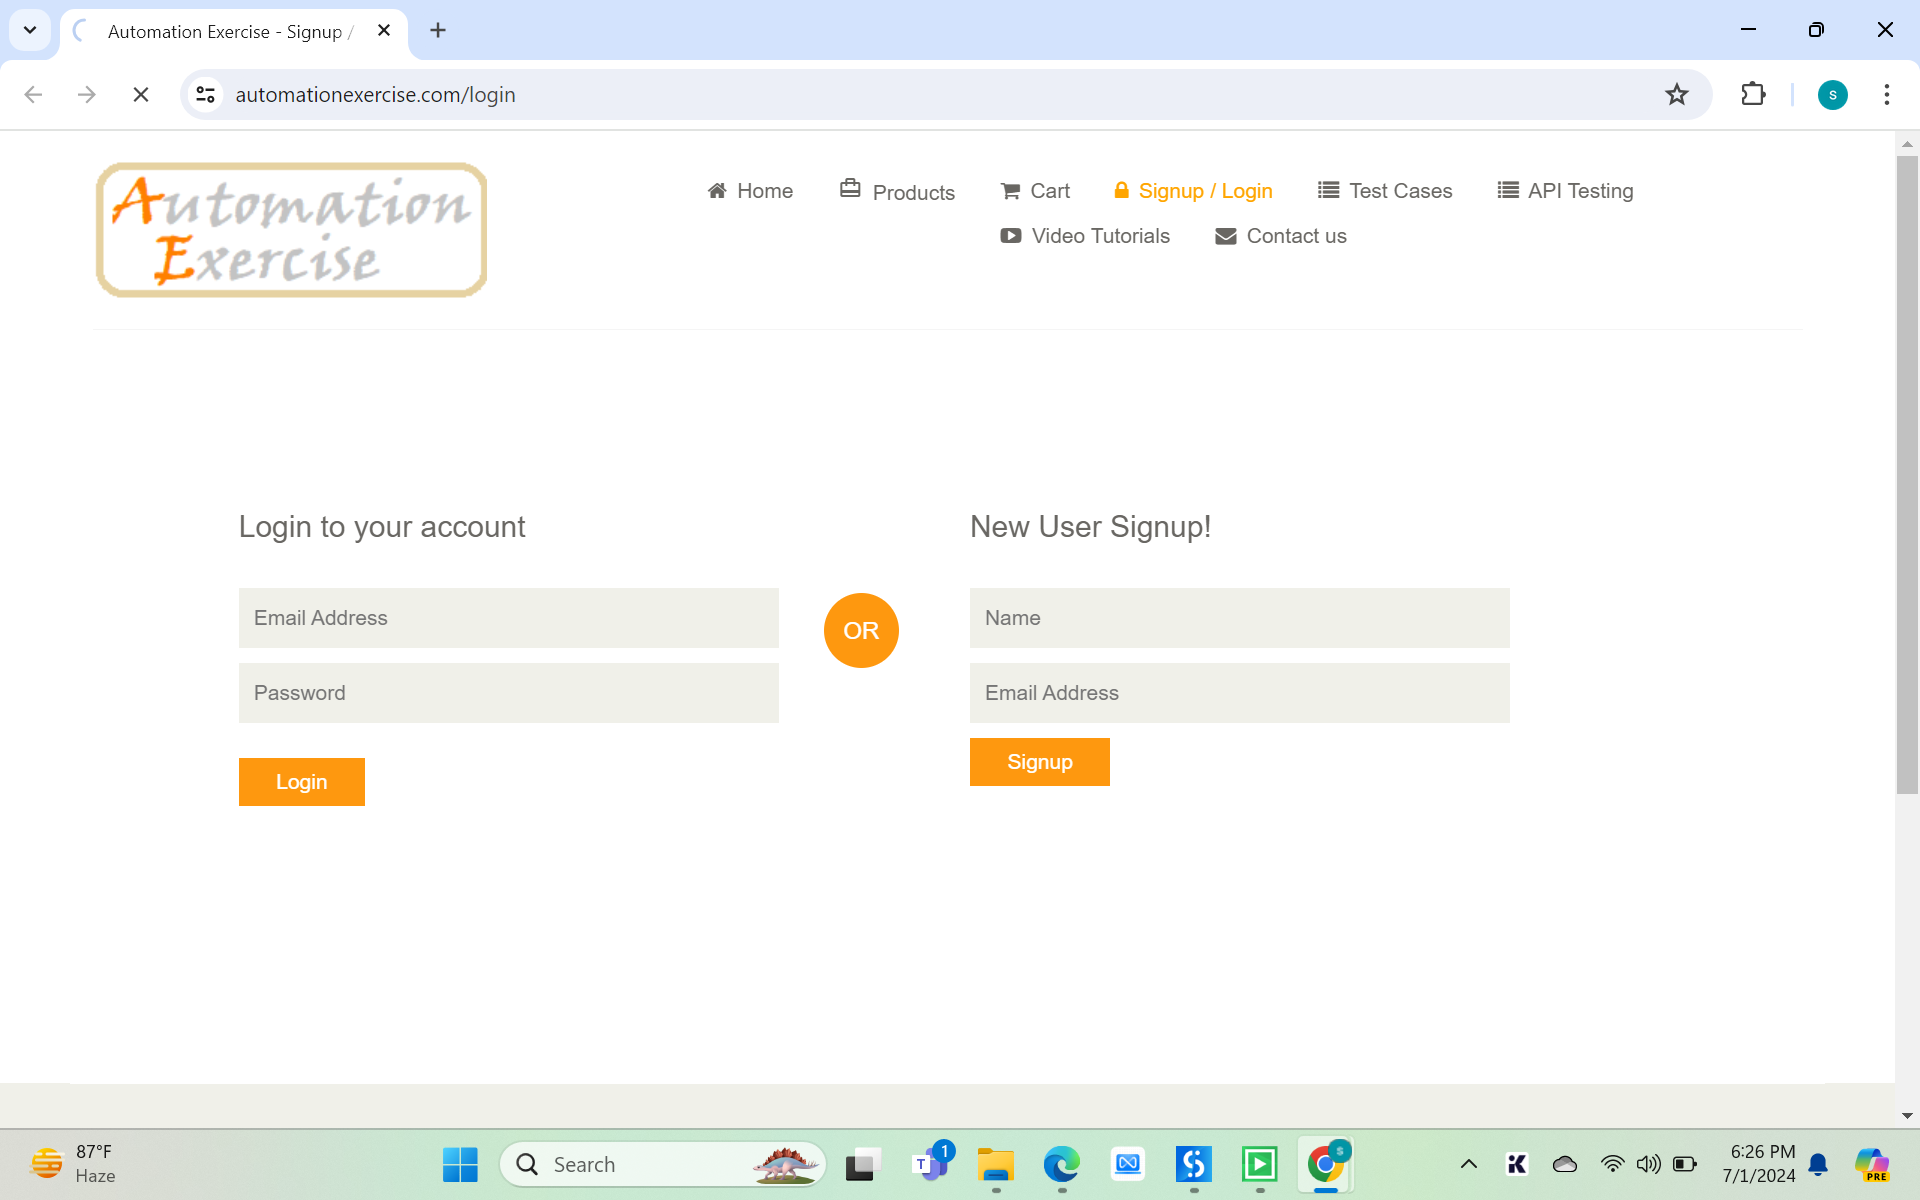 Automation Exercise - Signup /
automationexercise.com/login
s
Automation
Exercise
Home
Products
Cart
Signup / Login
Test Cases
API Testing
Video Tutorials
Contact us
Login to your account
New User Signup!
Email Address
OR
Name
Password
Email Address
Login
Signup
87°F
Haze
Search
T
1
S
K
6:26 PM
7/1/2024
PRE